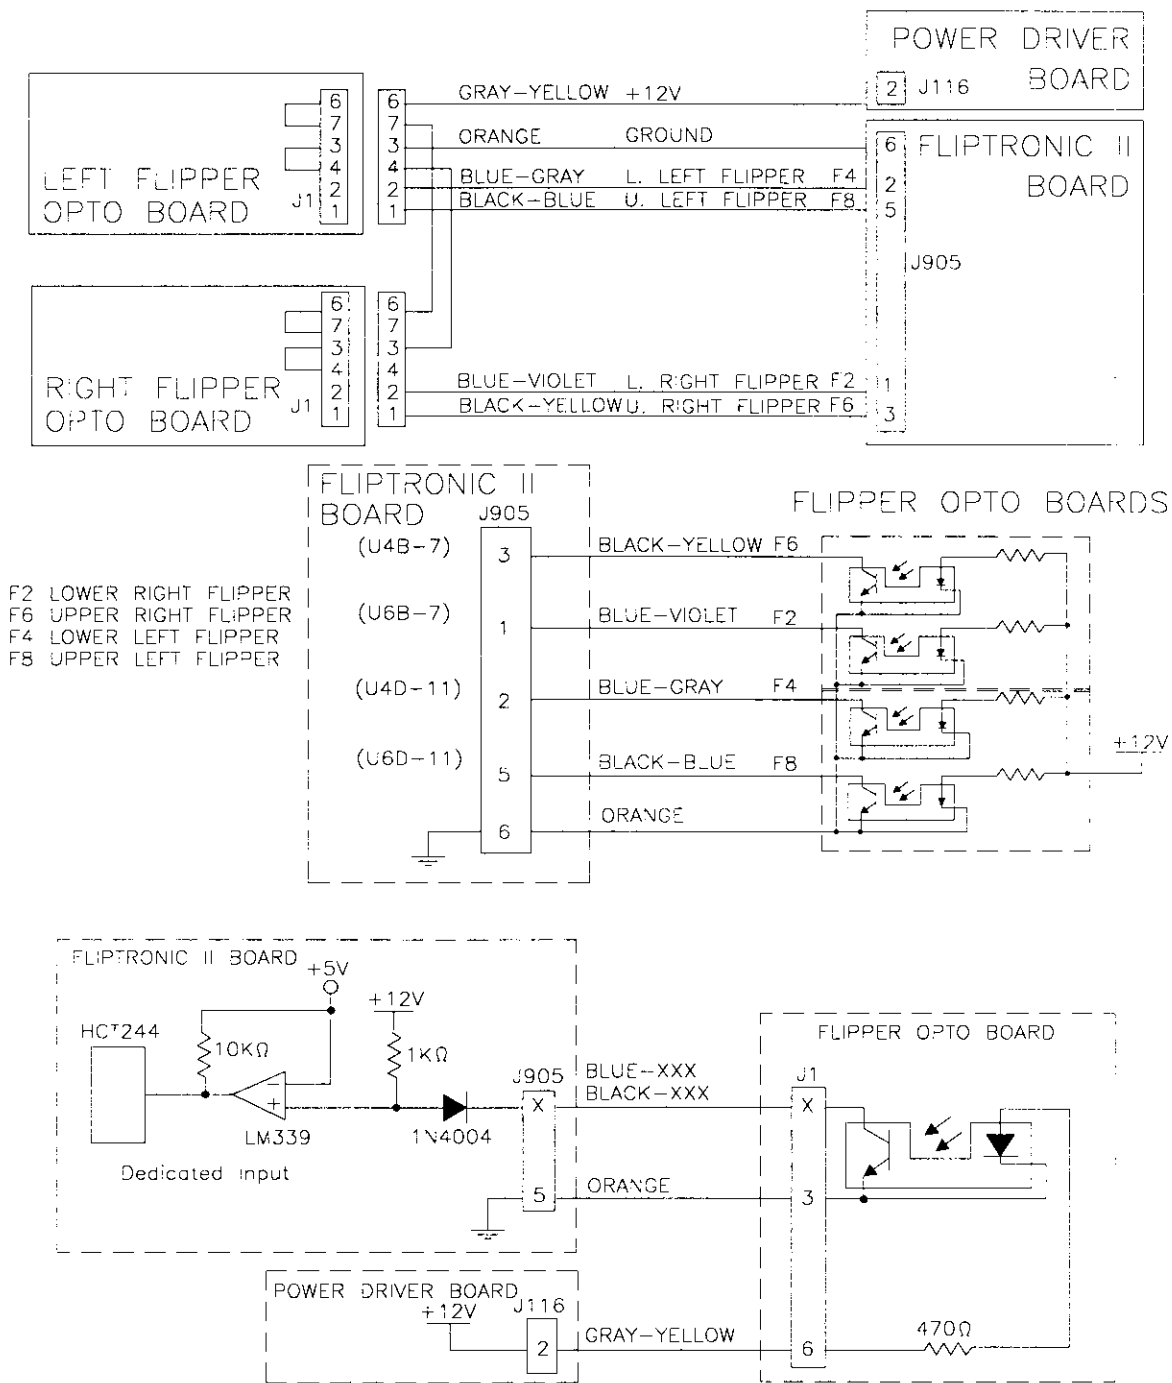 POWER DRIVER
BOARD
2 J116
GRAY-YELLOW +12V
ORANGE GROUND
BLUE-GRAY L. LEFT FLIPPER F4
BLACK-BLUE U. LEFT FLIPPER F8
LEFT FLIPPER
OPTO BOARD
J1
6
7
3
4
2
1
6
7
3
4
2
1
6
2
5
FLIPTRONIC II
BOARD
J905
1
3
RIGHT FLIPPER
OPTO BOARD
J1
6
7
3
4
2
1
6
7
3
4
2
1
BLUE-VIOLET L. RIGHT FLIPPER F2
BLACK-YELLOW U. RIGHT FLIPPER F6
FLIPTRONIC II
BOARD
J905
FLIPPER OPTO BOARDS
(U4B-7) 3 BLACK-YELLOW F6
(U6B-7) 1 BLUE-VIOLET F2
(U4D-11) 2 BLUE-GRAY F4
(U6D-11) 5 BLACK-BLUE F8
6 ORANGE
+12V
F2 LOWER RIGHT FLIPPER
F6 UPPER RIGHT FLIPPER
F4 LOWER LEFT FLIPPER
F8 UPPER LEFT FLIPPER
FLIPTRONIC II BOARD
+5V
+12V
HCT244
10KΩ
1KΩ
J905
X
5
- +
LM339
1N4004
Dedicated Input
BLUE-XXX
BLACK-XXX
ORANGE
FLIPPER OPTO BOARD
J1
X
3
6
470Ω
POWER DRIVER BOARD
+12V
J116
2
GRAY-YELLOW